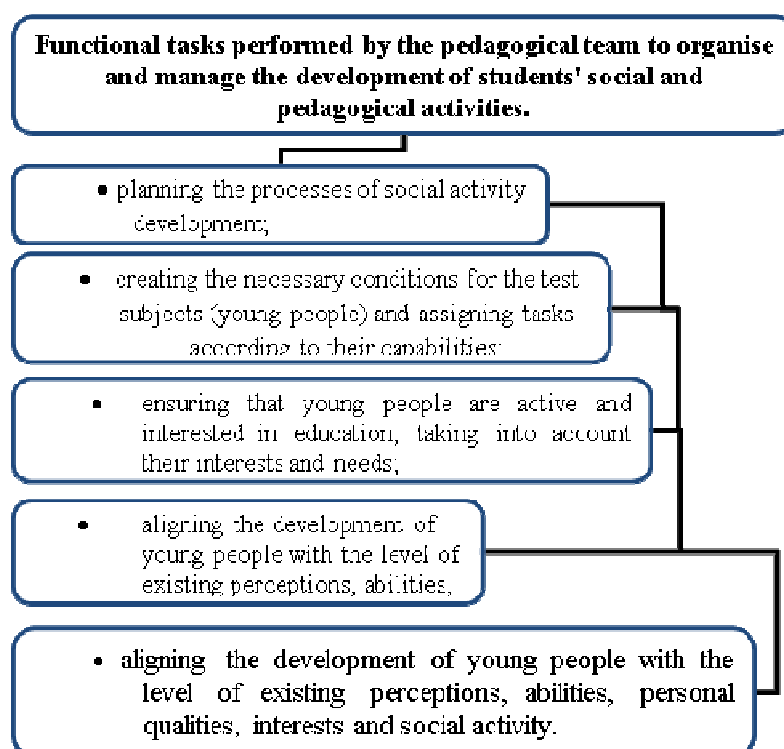 Functional tasks performed by the pedagogical team to organise
and manage the development of students' social and
pedagogical activities.
• planning the processes of social activity
development;
• creating the necessary conditions for the test
subjects (young people) and assigning tasks
according to their capabilities;
• ensuring that young people are active and
interested in education, taking into account
their interests and needs;
• aligning the development of
young people with the level of
existing perceptions, abilities,
• aligning the development of young people with the
level of existing perceptions, abilities, personal
qualities, interests and social activity.